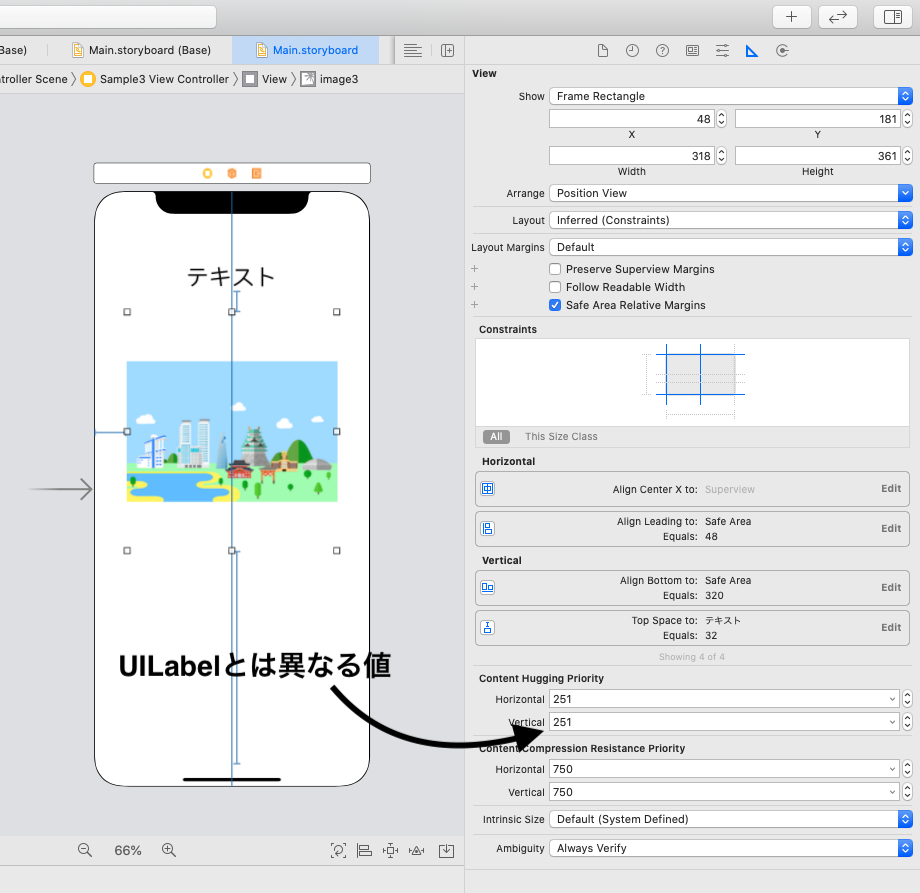 Base)
Main.storyboard (Base)
Main.storyboard
troller Scene
Sample3 View Controller
View
image3
テキスト
UILabelとは異なる値
66%
View
Show
Frame Rectangle
48
181
X
Y
318
361
Width
Height
Arrange
Position View
Layout
Inferred (Constraints)
Layout Margins
Default
Preserve Superview Margins
Follow Readable Width
Safe Area Relative Margins
Constraints
All
This Size Class
Horizontal
Align Center X to: Superview
Edit
Align Leading to: Safe Area
Equals: 48
Edit
Vertical
Align Bottom to: Safe Area
Equals: 320
Edit
Top Space to: テキスト
Equals: 32
Edit
Showing 4 of 4
Content Hugging Priority
Horizontal
251
Vertical
251
Content Compression Resistance Priority
Horizontal
750
Vertical
750
Intrinsic Size
Default (System Defined)
Ambiguity
Always Verify